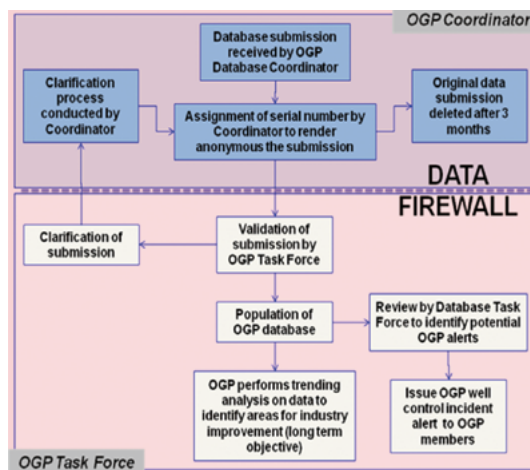 OGP Coordinator
Database submission
received by OGP
Database Coordinator
Clarification
process
conducted by
Coordinator
Assignment of serial number by
Coordinator to render
anonymous the submission
Original data
submission
deleted after 3
months
DATA
FIREWALL
Clarification of
submission
Validation of
submission by
OGP Task Force
Population of
OGP database
Review by Database Task
Force to identify potential
OGP alerts
OGP performs trending
analysis on data to
identify areas for industry
improvement (long term
objective)
Issue OGP well
control incident
alert to OGP
members
OGP Task Force